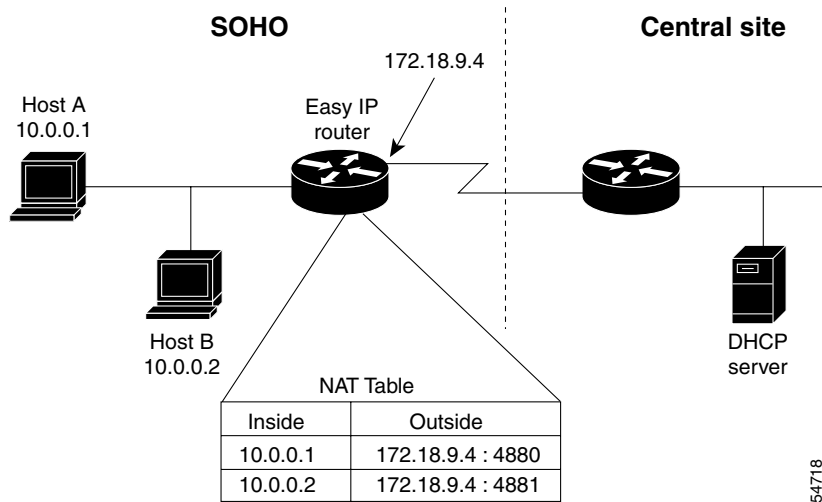 SOHO
Central site
172.18.9.4
Host A
10.0.0.1
Easy IP
router
Host B
10.0.0.2
DHCP
server
NAT Table
Inside Outside
10.0.0.1 172.18.9.4 : 4880
10.0.0.2 172.18.9.4 : 4881
54718